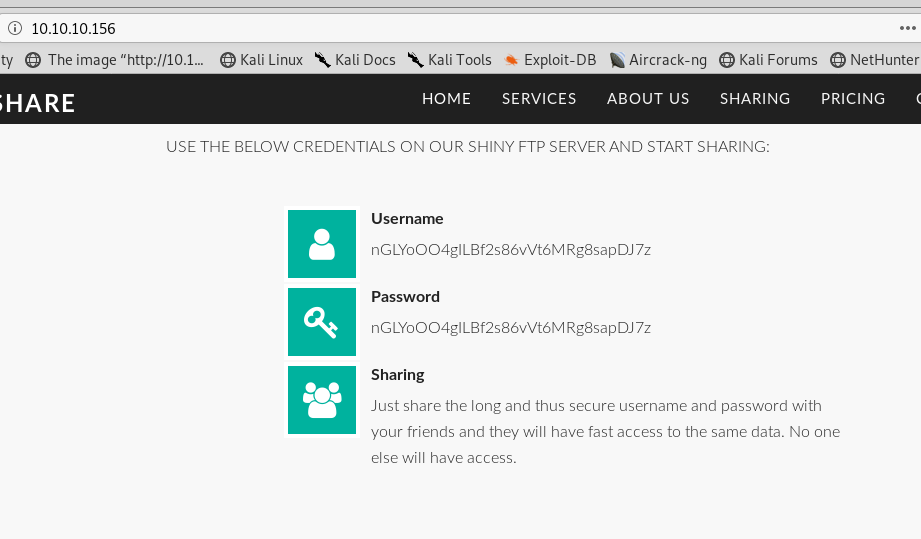 10.10.10.156
ty The image “http://10.1... Kali Linux Kali Docs Kali Tools Exploit-DB Aircrack-ng Kali Forums NetHunter
SHARE HOME SERVICES ABOUT US SHARING PRICING
USE THE BELOW CREDENTIALS ON OUR SHINY FTP SERVER AND START SHARING:
Username
nGLYoOO4gILBf2s86vVt6MRg8sapDJ7z
Password
nGLYoOO4gILBf2s86vVt6MRg8sapDJ7z
Sharing
Just share the long and thus secure username and password with
your friends and they will have fast access to the same data. No one
else will have access.